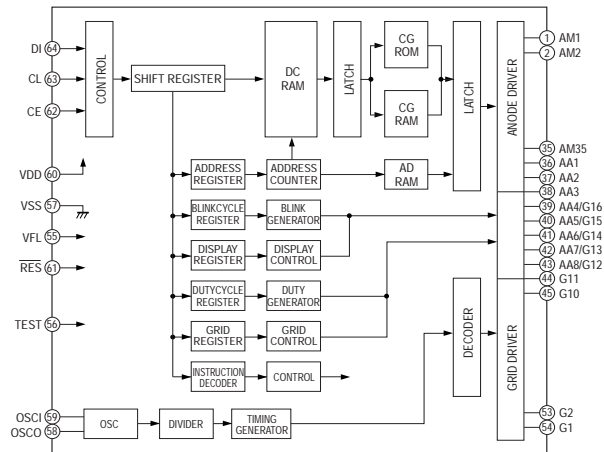 DI 64
CL 63
CE 62
VDD 60
VSS 57
VFL 55
RES 61
TEST 56
OSCI 59
OSCO 58
CONTROL
SHIFT REGISTER
DC
RAM
LATCH
CG
ROM
CG
RAM
LATCH
ANODE DRIVER
ADDRESS
REGISTER
ADDRESS
COUNTER
AD
RAM
BLINKCYCLE
REGISTER
BLINK
GENERATOR
DISPLAY
REGISTER
DISPLAY
CONTROL
DUTYCYCLE
REGISTER
DUTY
GENERATOR
GRID
REGISTER
GRID
CONTROL
INSTRUCTION
DECODER
CONTROL
OSC
DIVIDER
TIMING
GENERATOR
DECODER
GRID DRIVER
1 AM1
2 AM2
35 AM35
36 AA1
37 AA2
38 AA3
39 AA4/G16
40 AA5/G15
41 AA6/G14
42 AA7/G13
43 AA8/G12
44 G11
45 G10
53 G2
54 G1